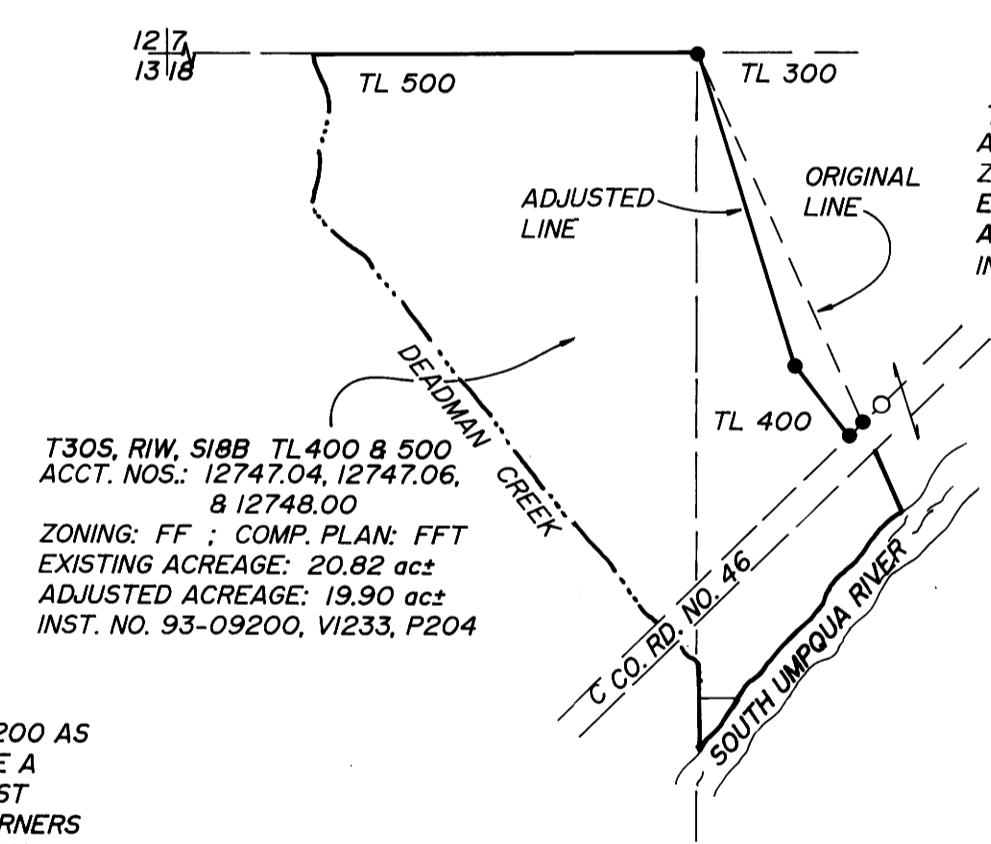 12 7
13 18
TL 500
TL 300
ADJUSTED
LINE
ORIGINAL
LINE
A
Z
E
A
IN
DEADMAN CREEK
TL 400
T30S, R1W, S18B TL400 & 500
ACCT. NOS.: 12747.04, 12747.06,
& 12748.00
ZONING: FF ; COMP. PLAN: FFT
EXISTING ACREAGE: 20.82 ac±
ADJUSTED ACREAGE: 19.90 ac±
INST. NO. 93-09200, V1233, P204
C CO. RD. NO. 46
SOUTH UMPQUA RIVER
200 AS
E A
ST
RNERS